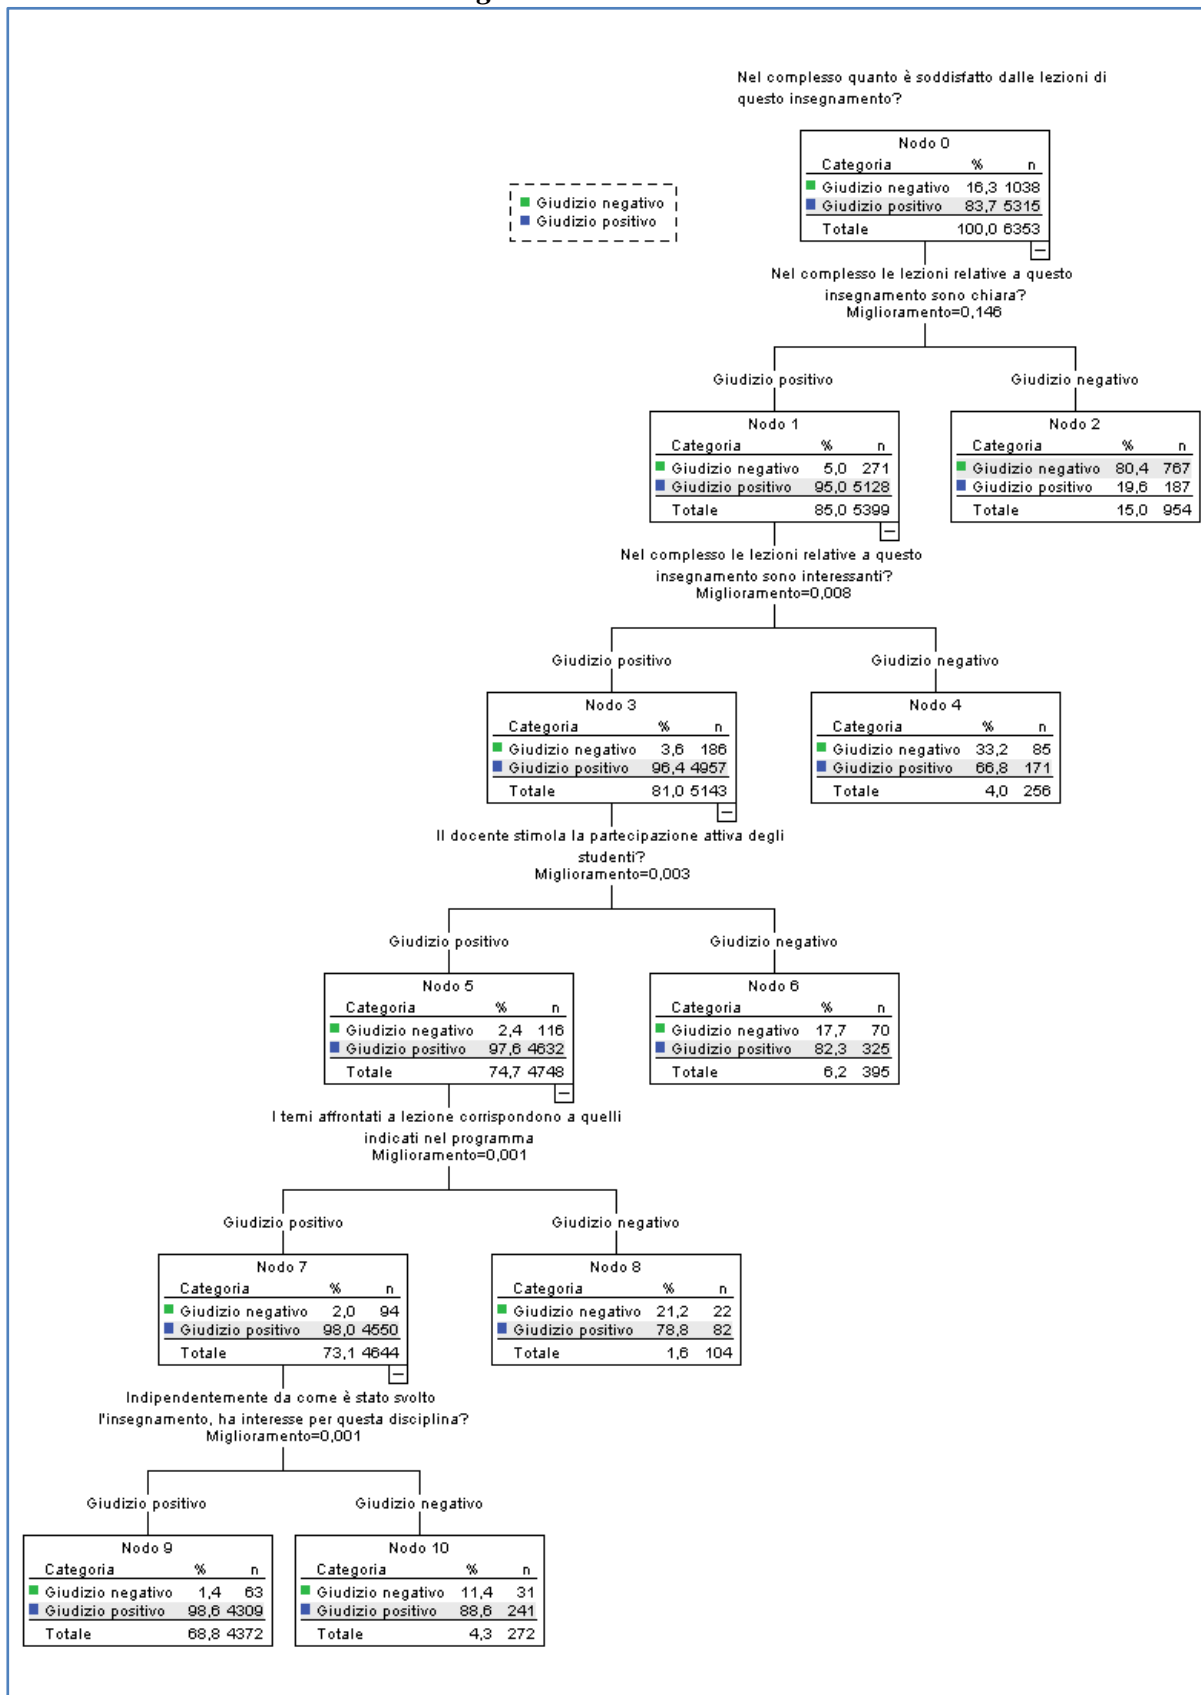 Nel complesso quanto è soddisfatto dalle lezioni di
questo insegnamento?
Nodo 0
Categoria % n
Giudizio negativo 16,3 1038
Giudizio positivo 83,7 5315
Totale 100,0 6353
Giudizio negativo
Giudizio positivo
Nel complesso le lezioni relative a questo
insegnamento sono chiara?
Miglioramento=0,146
Giudizio positivo
Giudizio negativo
Nodo 1
Categoria % n
Giudizio negativo 5,0 271
Giudizio positivo 95,0 5128
Totale 85,0 5399
Nodo 2
Categoria % n
Giudizio negativo 80,4 767
Giudizio positivo 19,6 187
Totale 15,0 954
Nel complesso le lezioni relative a questo
insegnamento sono interessanti?
Miglioramento=0,008
Giudizio positivo
Giudizio negativo
Nodo 3
Categoria % n
Giudizio negativo 3,6 186
Giudizio positivo 96,4 4957
Totale 81,0 5143
Nodo 4
Categoria % n
Giudizio negativo 33,2 85
Giudizio positivo 66,8 171
Totale 4,0 256
Il docente stimola la partecipazione attiva degli
studenti?
Miglioramento=0,003
Giudizio positivo
Giudizio negativo
Nodo 5
Categoria % n
Giudizio negativo 2,4 116
Giudizio positivo 97,6 4632
Totale 74,7 4748
Nodo 6
Categoria % n
Giudizio negativo 17,7 70
Giudizio positivo 82,3 325
Totale 6,2 395
I temi affrontati a lezione corrispondono a quelli
indicati nel programma
Miglioramento=0,001
Giudizio positivo
Giudizio negativo
Nodo 7
Categoria % n
Giudizio negativo 2,0 94
Giudizio positivo 98,0 4550
Totale 73,1 4644
Nodo 8
Categoria % n
Giudizio negativo 21,2 22
Giudizio positivo 78,8 82
Totale 1,6 104
Indipendentemente da come è stato svolto
l'insegnamento, ha interesse per questa disciplina?
Miglioramento=0,001
Giudizio positivo
Giudizio negativo
Nodo 9
Categoria % n
Giudizio negativo 1,4 63
Giudizio positivo 98,6 4309
Totale 68,8 4372
Nodo 10
Categoria % n
Giudizio negativo 11,4 31
Giudizio positivo 88,6 241
Totale 4,3 272